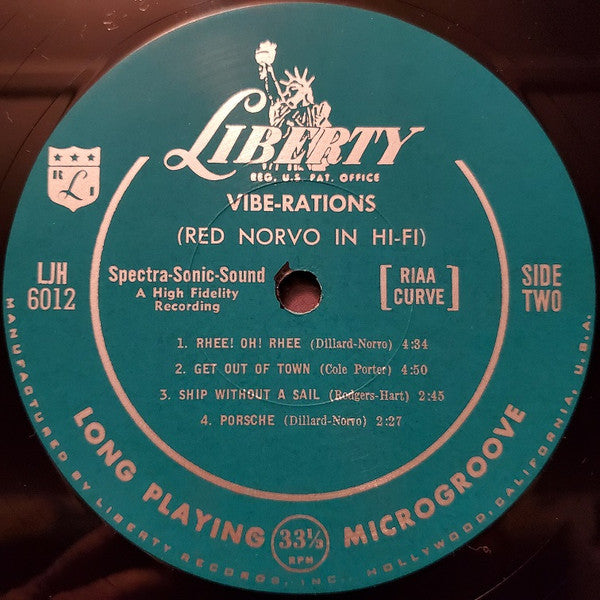 LIBERTY
REG. U.S. PAT. OFFICE
R L I
VIBE-RATIONS
(RED NORVO IN HI-FI)
LJH
6012
Spectra-Sonic-Sound
A High Fidelity
Recording
[RIAA
CURVE]
SIDE
TWO
1. RHEE! OH! RHEE (Dillard-Norvo) 4:34
2. GET OUT OF TOWN (Cole Porter) 4:50
3. SHIP WITHOUT A SAIL (Rodgers-Hart) 2:45
4. PORSCHE (Dillard-Norvo) 2:27
LONG PLAYING 33⅓ RPM MICROGROOVE
MANUFACTURED BY LIBERTY RECORDS, INC., HOLLYWOOD, CALIFORNIA, U.S.A.